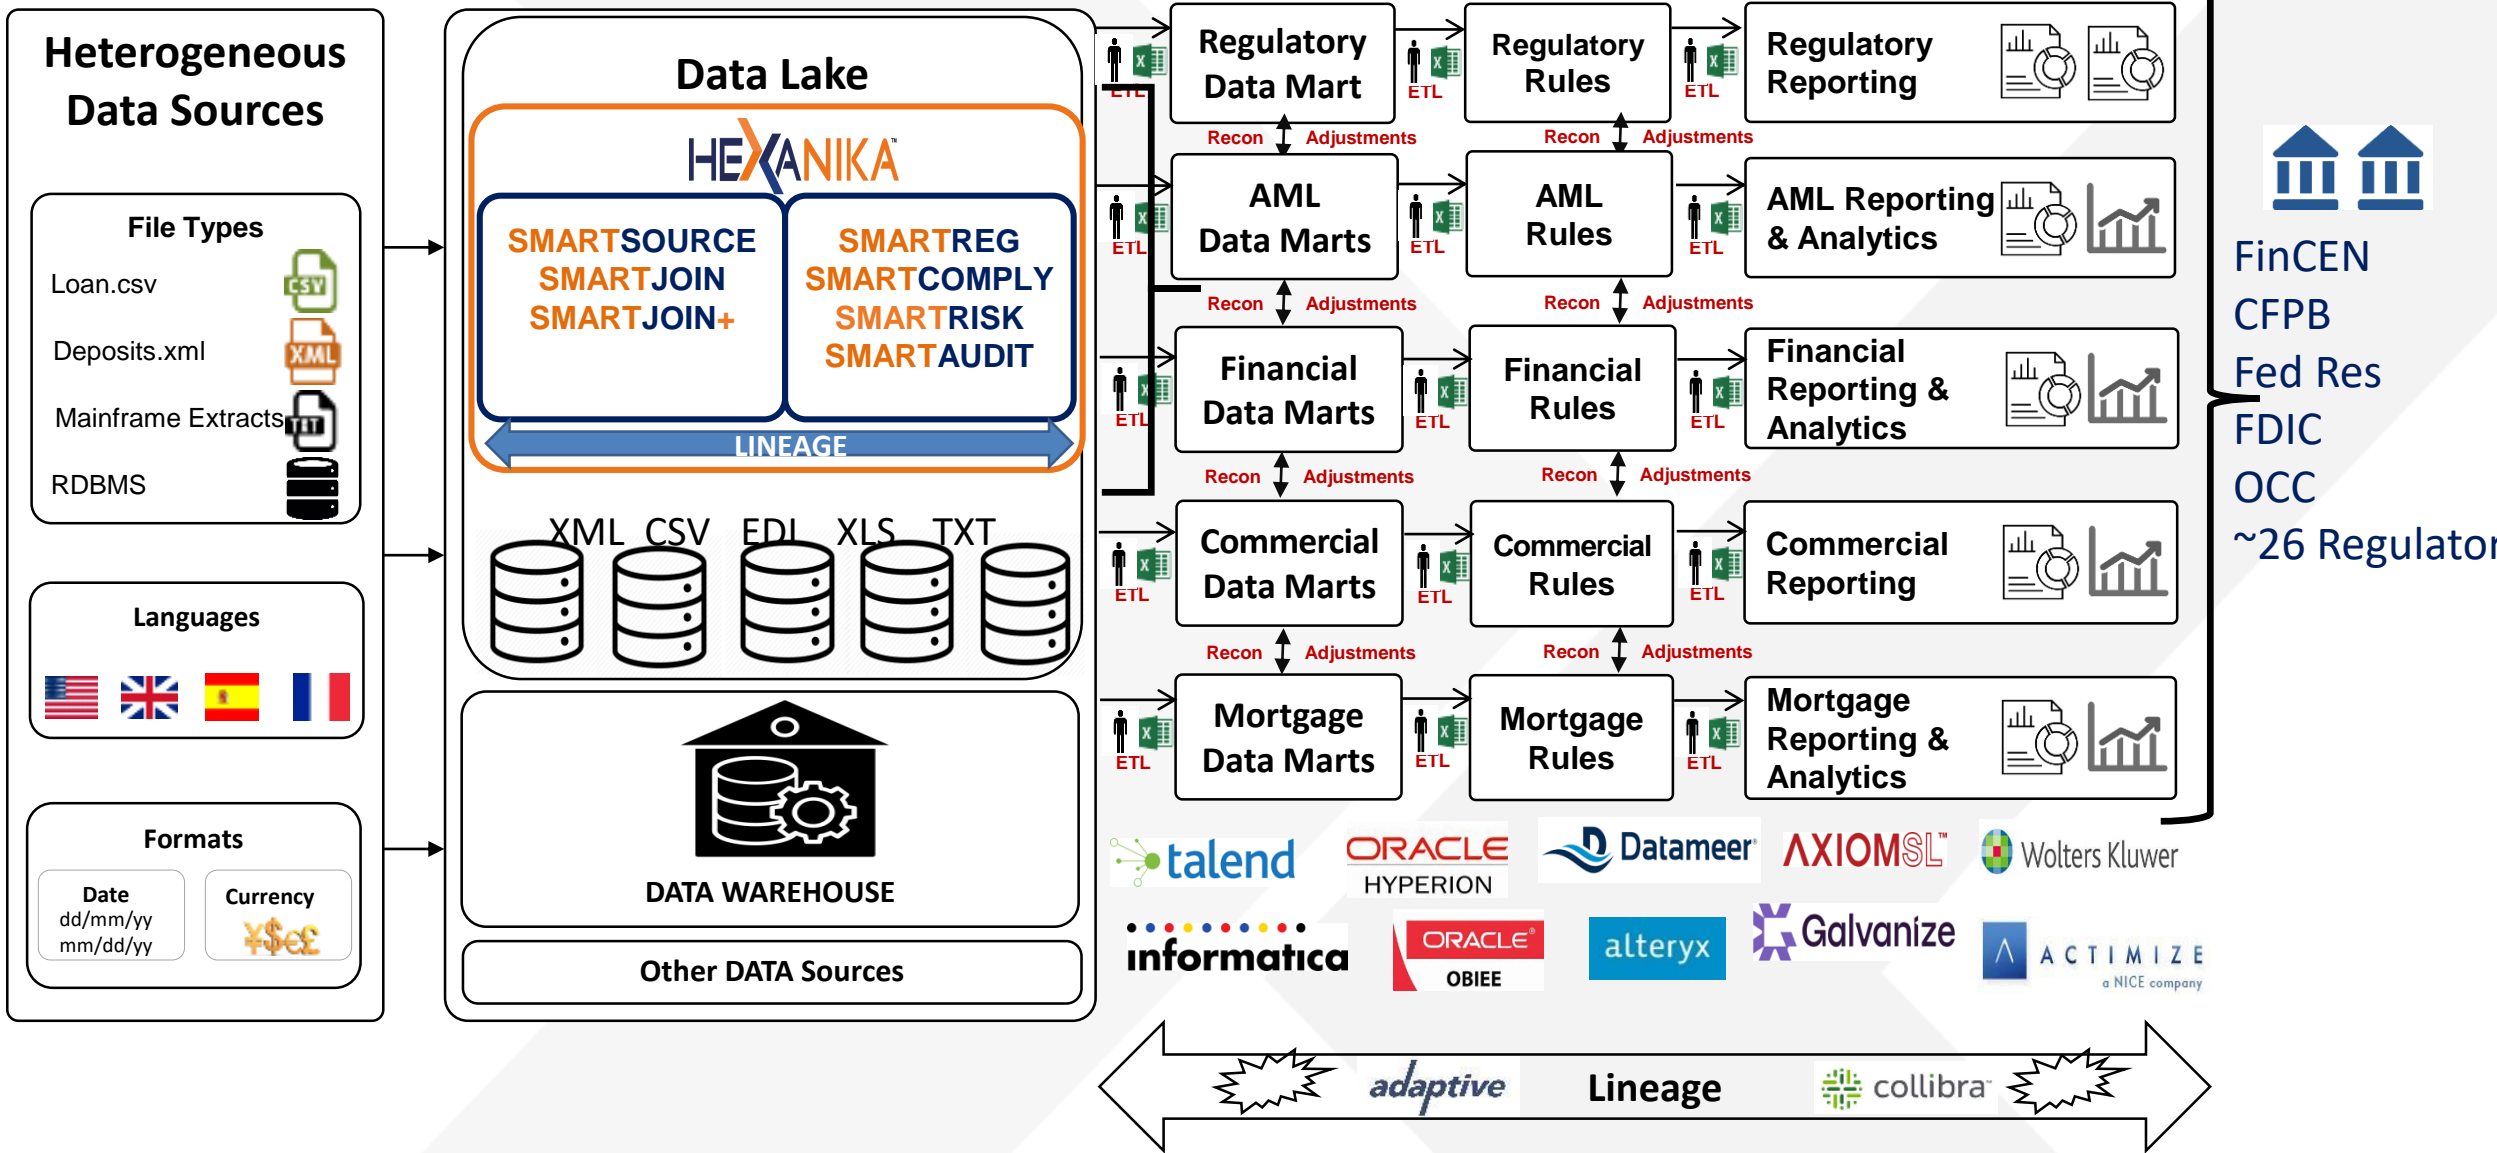 Heterogeneous
Data Sources
File Types
Loan.csv
CSV
Deposits.xml
XML
Mainframe Extracts
TXT
RDBMS
Languages
Formats
Date
dd/mm/yy
mm/dd/yy
Currency
¥$€£
Data Lake
HEXANIKA™
SMARTSOURCE
SMARTJOIN
SMARTJOIN+
SMARTREG
SMARTCOMPLY
SMARTRISK
SMARTAUDIT
LINEAGE
XML CSV EDI XLS TXT
DATA WAREHOUSE
Other DATA Sources
ETL
Regulatory
Data Mart
ETL
Regulatory
Rules
ETL
Regulatory
Reporting
Recon Adjustments
Recon Adjustments
ETL
AML
Data Marts
ETL
AML
Rules
ETL
AML Reporting
& Analytics
Recon Adjustments
Recon Adjustments
ETL
Financial
Data Marts
ETL
Financial
Rules
ETL
Financial
Reporting &
Analytics
Recon Adjustments
Recon Adjustments
ETL
Commercial
Data Marts
ETL
Commercial
Rules
ETL
Commercial
Reporting
Recon Adjustments
Recon Adjustments
ETL
Mortgage
Data Marts
ETL
Mortgage
Rules
ETL
Mortgage
Reporting &
Analytics
FinCEN
CFPB
Fed Res
FDIC
OCC
~26 Regulator
talend
ORACLE
HYPERION
Datameer
AXIOMSL™
Wolters Kluwer
informatica
ORACLE®
OBIEE
alteryx
Galvanize
ACTIMIZE
a NICE company
adaptive
Lineage
collibra